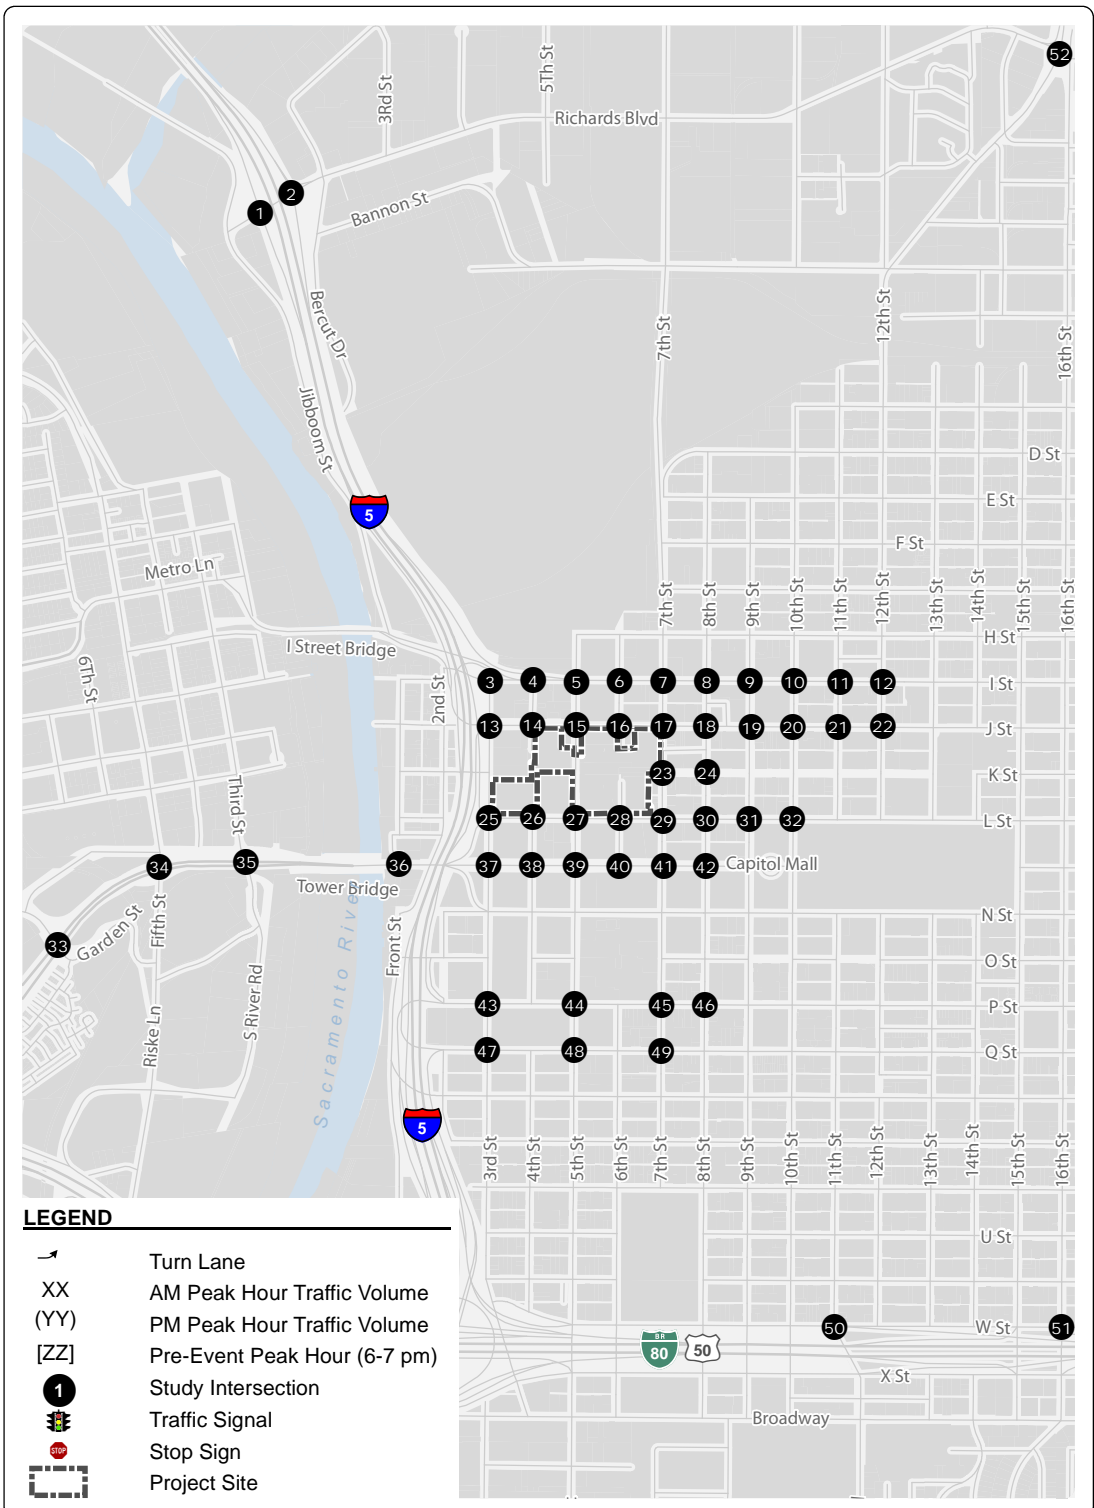 52
5Th St
3Rd St
Richards Blvd
2
1
Bannon St
12th St
Bercut Dr
7th St
16th St
Jibboom St
D St
E St
5
F St
Metro Ln
7th St
8th St
9th St
10th St
11th St
12th St
13th St
14th St
15th St
16th St
H St
I Street Bridge
6Th St
2nd St
3 4 5 6 7 8 9 10 11 12 I St
13 14 15 16 17 18 19 20 21 22 J St
23 24 K St
Third St
25 26 27 28 29 30 31 32 L St
34 35 36 37 38 39 40 41 42 Capitol Mall
Tower Bridge
Fifth St
Garden St
33
Front St
N St
O St
Sacramento River
S River Rd
Riske Ln
43 44 45 46 P St
47 48 49 Q St
5
3rd St
4th St
5th St
6th St
7th St
8th St
9th St
10th St
11th St
12th St
13th St
14th St
15th St
16th St
U St
50 W St 51
BR
80
50
X St
Broadway
LEGEND
Turn Lane
XX AM Peak Hour Traffic Volume
(YY) PM Peak Hour Traffic Volume
[ZZ] Pre-Event Peak Hour (6-7 pm)
1 Study Intersection
Traffic Signal
STOP Stop Sign
Project Site